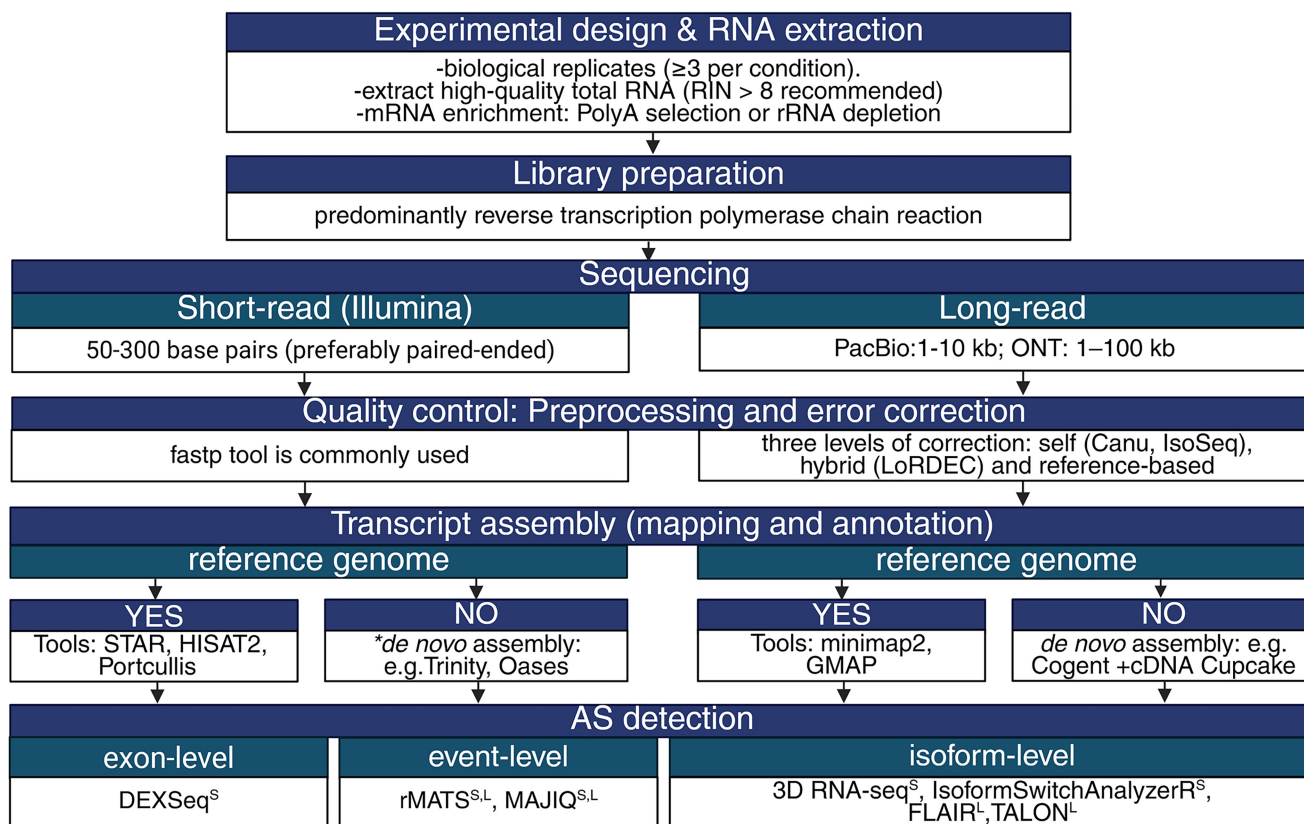 Experimental design & RNA extraction
-biological replicates (≥3 per condition).
-extract high-quality total RNA (RIN > 8 recommended)
-mRNA enrichment: PolyA selection or rRNA depletion
Library preparation
predominantly reverse transcription polymerase chain reaction
Sequencing
Short-read (Illumina)
50-300 base pairs (preferably paired-ended)
Long-read
PacBio:1-10 kb; ONT: 1–100 kb
Quality control: Preprocessing and error correction
fastp tool is commonly used
three levels of correction: self (Canu, IsoSeq),
hybrid (LoRDEC) and reference-based
Transcript assembly (mapping and annotation)
reference genome
YES
Tools: STAR, HISAT2,
Portcullis
NO
*de novo assembly:
e.g.Trinity, Oases
reference genome
YES
Tools: minimap2,
GMAP
NO
de novo assembly: e.g.
Cogent +cDNA Cupcake
AS detection
exon-level
DEXSeqS
event-level
rMATSS,L, MAJIQS,L
isoform-level
3D RNA-seqS, IsoformSwitchAnalyzerRS,
FLAIRL,TALONL